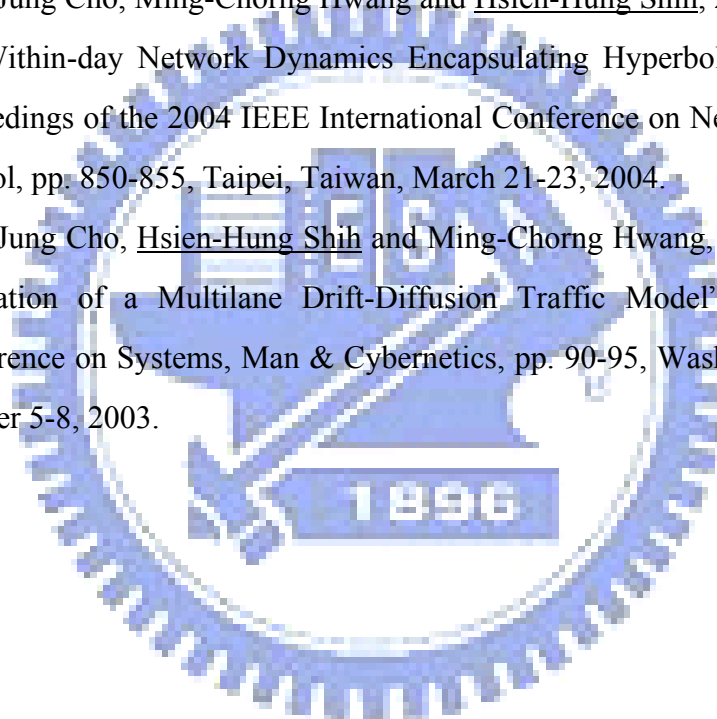 Jung Cho, Ming-Chorng Hwang and Hsien-Hung Shih,
Within-day Network Dynamics Encapsulating Hyperbol
edings of the 2004 IEEE International Conference on Ne
ol, pp. 850-855, Taipei, Taiwan, March 21-23, 2004.
Jung Cho, Hsien-Hung Shih and Ming-Chorng Hwang,
ation of a Multilane Drift-Diffusion Traffic Model”
rence on Systems, Man & Cybernetics, pp. 90-95, Wash
er 5-8, 2003.
1896